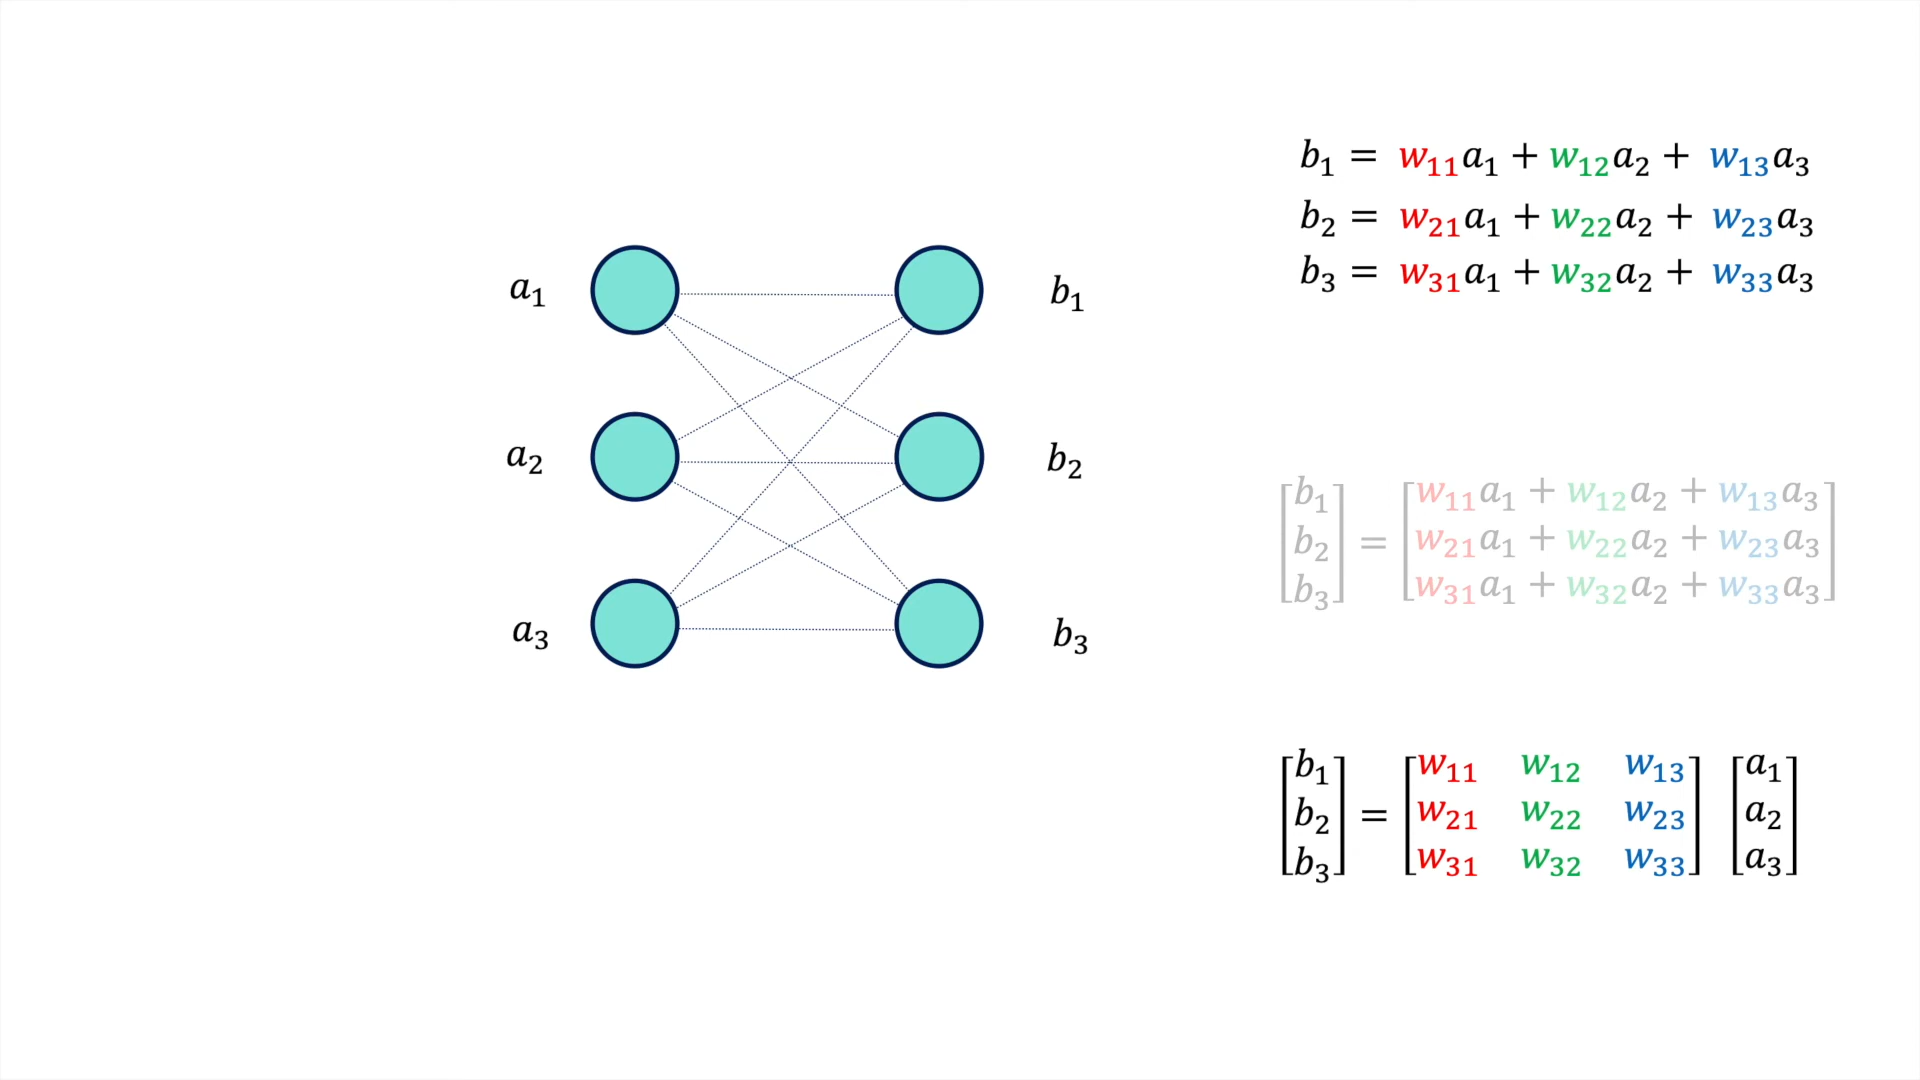 a₁
b₁
a₂
b₂
a₃
b₃
b₁ = w₁₁a₁ + w₁₂a₂ + w₁₃a₃
b₂ = w₂₁a₁ + w₂₂a₂ + w₂₃a₃
b₃ = w₃₁a₁ + w₃₂a₂ + w₃₃a₃
[b₁] [w₁₁a₁ + w₁₂a₂ + w₁₃a₃]
[b₂] = [w₂₁a₁ + w₂₂a₂ + w₂₃a₃]
[b₃] [w₃₁a₁ + w₃₂a₂ + w₃₃a₃]
[b₁] [w₁₁ w₁₂ w₁₃] [a₁]
[b₂] = [w₂₁ w₂₂ w₂₃] [a₂]
[b₃] [w₃₁ w₃₂ w₃₃] [a₃]